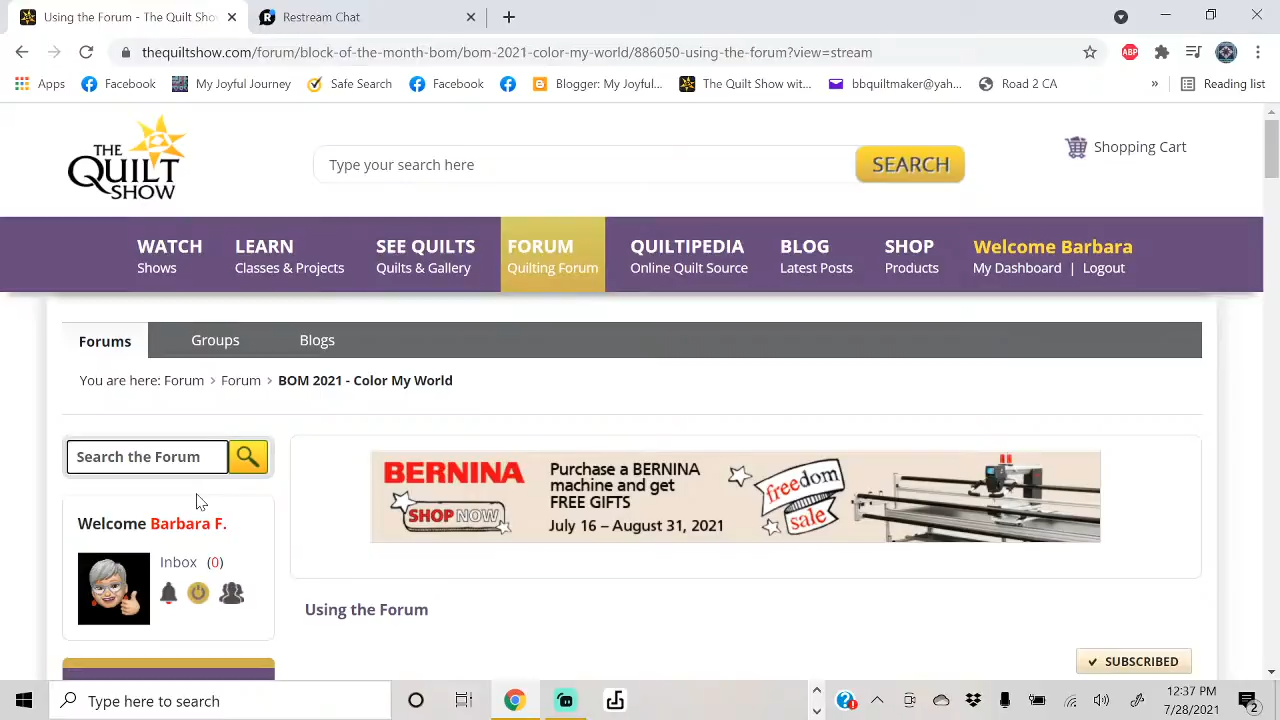 Using the Forum - The Quilt
Restream Chat
thequiltshow.com/forum/block-of-the-month-bom/bom-2021-color-my-world/886050-using-the-forum?view=stream
ABP
Apps
Facebook
My Joyful Journey
Safe Search
Facebook
Blogger: My Joyful...
The Quilt Show wit...
bbquiltmaker@yah...
Road 2 CA
»
Reading list
THE
QUILT
SHOW
Type your search here
SEARCH
Shopping Cart
WATCH
Shows
LEARN
Classes & Projects
SEE QUILTS
Quilts & Gallery
FORUM
Quilting Forum
QUILTIPEDIA
Online Quilt Source
BLOG
Latest Posts
SHOP
Products
Welcome Barbara
My Dashboard | Logout
Forums
Groups
Blogs
You are here: Forum > Forum > BOM 2021 - Color My World
Search the Forum
BERNINA
SHOP NOW
Purchase a BERNINA
machine and get
FREE GIFTS
July 16 – August 31, 2021
freedom
sale
Welcome Barbara F.
Inbox (0)
Using the Forum
SUBSCRIBED
Type here to search
12:37 PM
7/28/2021
2